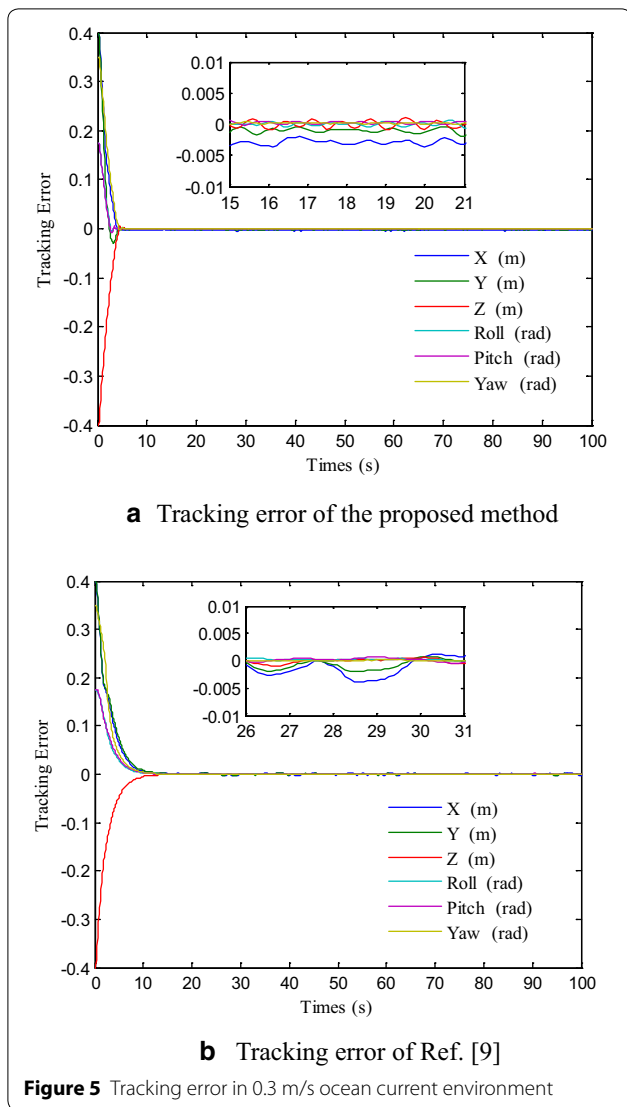 0.4
0.3
0.2
0.1
0
-0.1
-0.2
-0.3
-0.4
Tracking Error
0.01
0.005
0
-0.005
-0.01
15 16 17 18 19 20 21
X (m)
Y (m)
Z (m)
Roll (rad)
Pitch (rad)
Yaw (rad)
0 10 20 30 40 50 60 70 80 90 100
Times (s)
a Tracking error of the proposed method
0.4
0.3
0.2
0.1
0
-0.1
-0.2
-0.3
-0.4
Tracking Error
0.01
0.005
0
-0.005
-0.01
26 27 28 29 30 31
X (m)
Y (m)
Z (m)
Roll (rad)
Pitch (rad)
Yaw (rad)
0 10 20 30 40 50 60 70 80 90 100
Times (s)
b Tracking error of Ref. [9]
Figure 5 Tracking error in 0.3 m/s ocean current environment